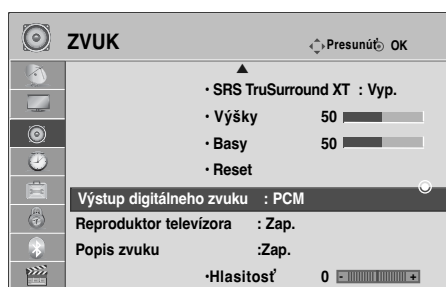 ZVUK Presunúť OK
• SRS TruSurround XT : Vyp.
• Výšky 50
• Basy 50
• Reset
Výstup digitálneho zvuku : PCM
Reproduktor televízora : Zap.
Popis zvuku :Zap.
•Hlasitosť 0 - +